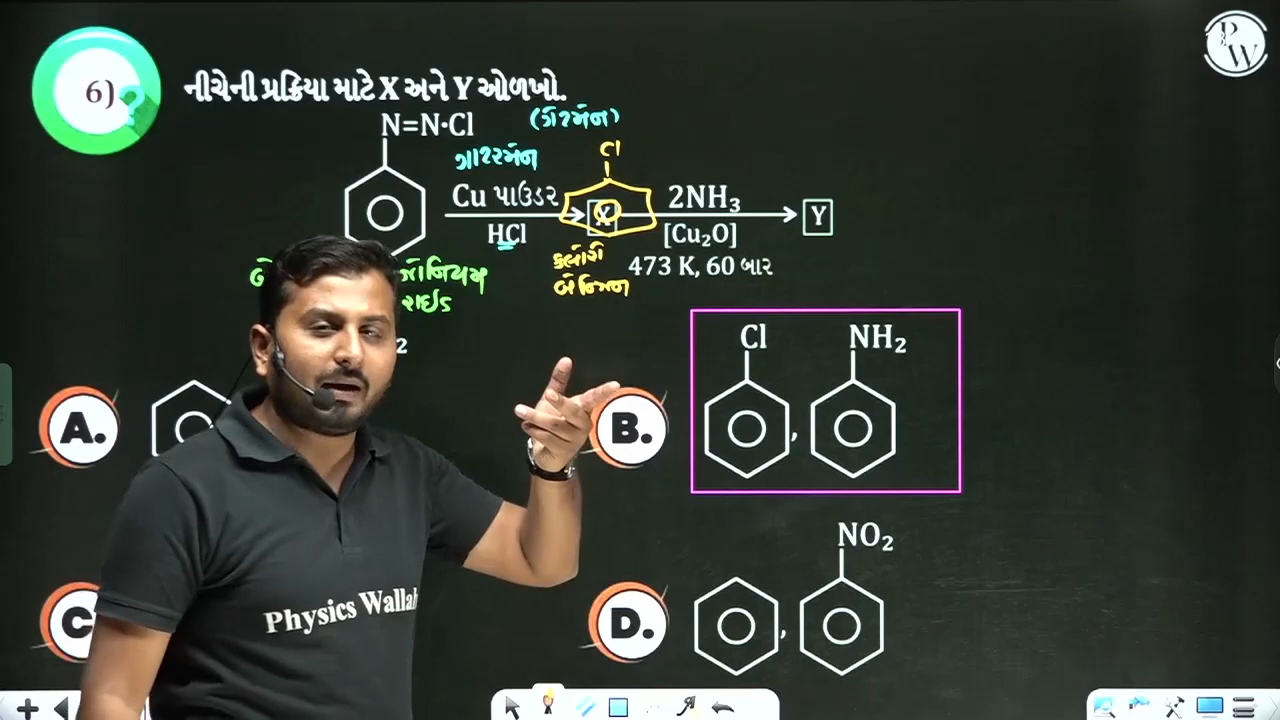 6)
?
નીચેની પ્રક્રિયા માટે X અને Y ઓળખો.
PW
N=N·Cl
(ગેટરમેન)
ગાટરમેન
Cl
Cu પાઉડર
X
2NH₃
Y
HCl
[Cu₂O]
ક્લોરો
બેન્ઝિન
473 K, 60 બાર
2
A.
B.
Cl
NH₂
,
C
D.
NO₂
,
Physics Wallah